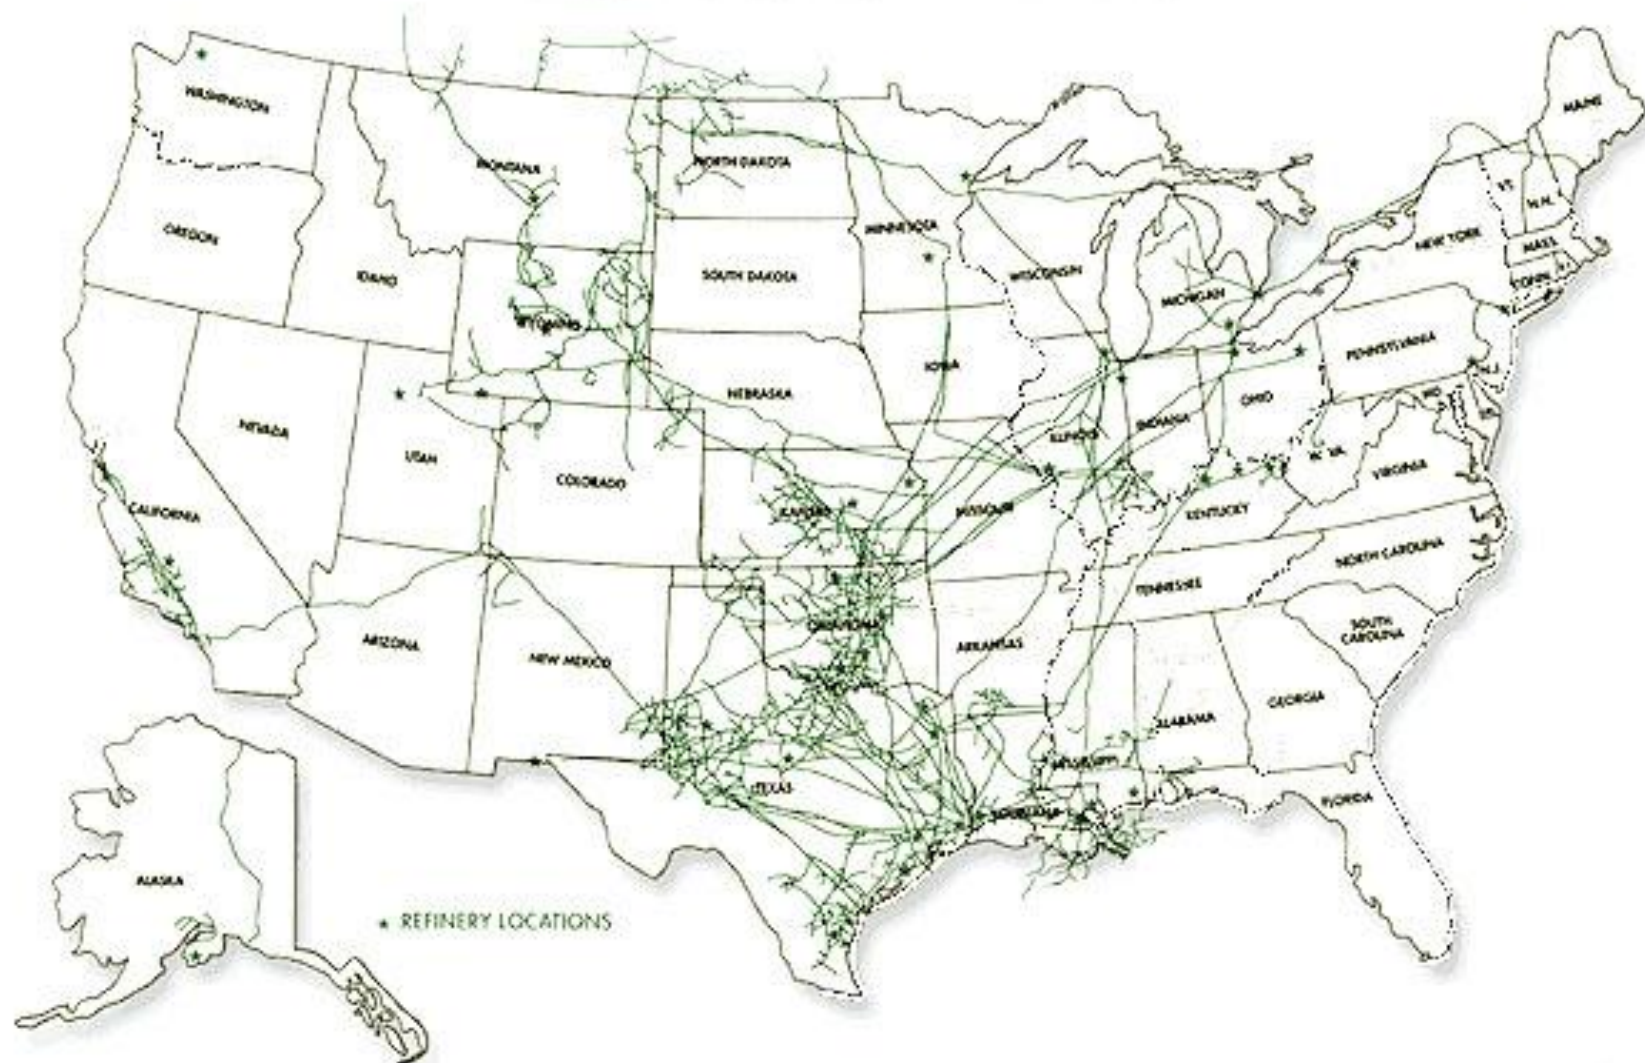 WASHINGTON
MAINE
MONTANA
NORTH DAKOTA
VT.
N.H.
OREGON
MINNESOTA
NEW YORK
MASS.
IDAHO
SOUTH DAKOTA
WISCONSIN
MICHIGAN
CONN.
R.I.
WYOMING
IOWA
PENNSYLVANIA
NEBRASKA
N.J.
OHIO
MD.
NEVADA
UTAH
COLORADO
ILLINOIS
INDIANA
W. VA.
VIRGINIA
CALIFORNIA
KANSAS
MISSOURI
KENTUCKY
NORTH CAROLINA
TENNESSEE
ARIZONA
NEW MEXICO
OKLAHOMA
ARKANSAS
SOUTH
CAROLINA
GEORGIA
ALABAMA
MISSISSIPPI
TEXAS
LOUISIANA
FLORIDA
ALASKA
★ REFINERY LOCATIONS